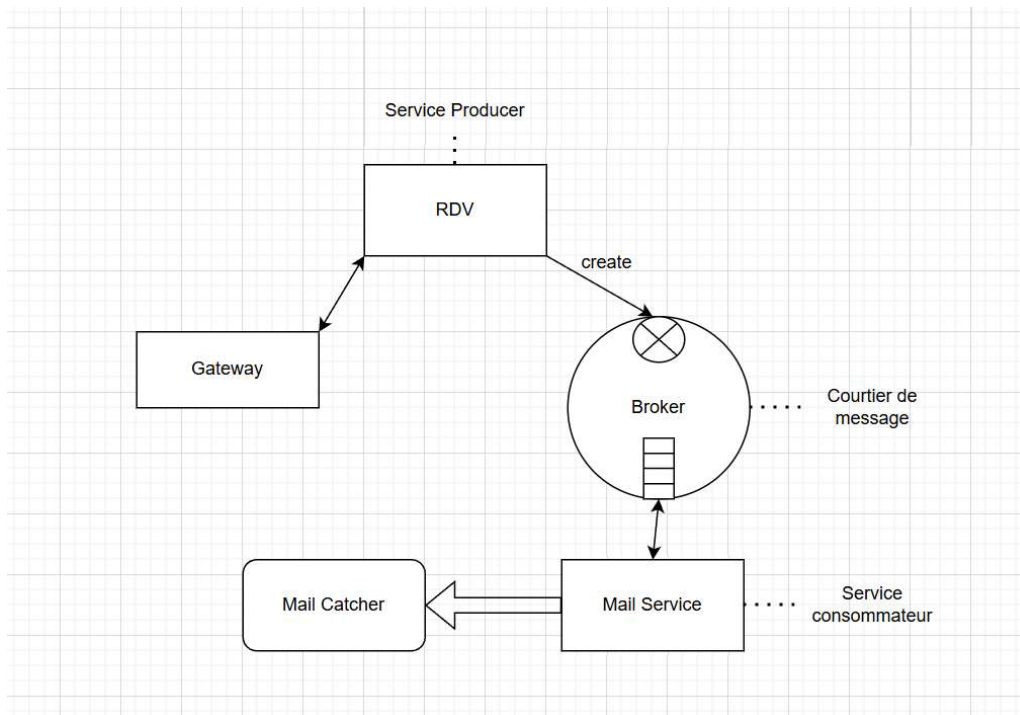 Service Producer
RDV
create
Gateway
Broker
Courtier de
message
Mail Catcher
Mail Service
Service
consommateur